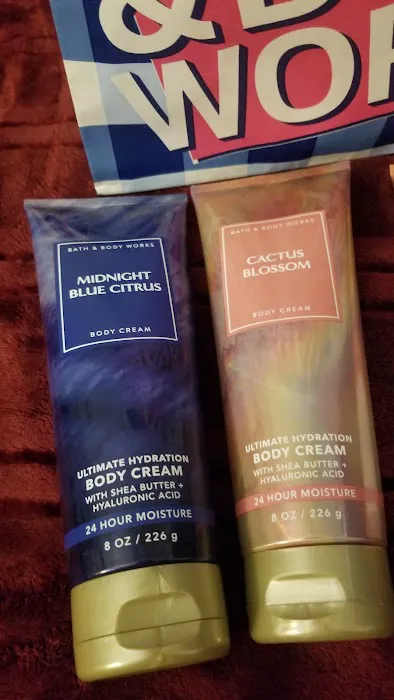 &B
WOR
BATH & BODY WORKS
MIDNIGHT
BLUE CITRUS
BODY CREAM
ULTIMATE HYDRATION
BODY CREAM
WITH SHEA BUTTER +
HYALURONIC ACID
24 HOUR MOISTURE
8 OZ / 226 g
BATH & BODY WORKS
CACTUS
BLOSSOM
BODY CREAM
ULTIMATE HYDRATION
BODY CREAM
WITH SHEA BUTTER +
HYALURONIC ACID
24 HOUR MOISTURE
8 OZ / 226 g